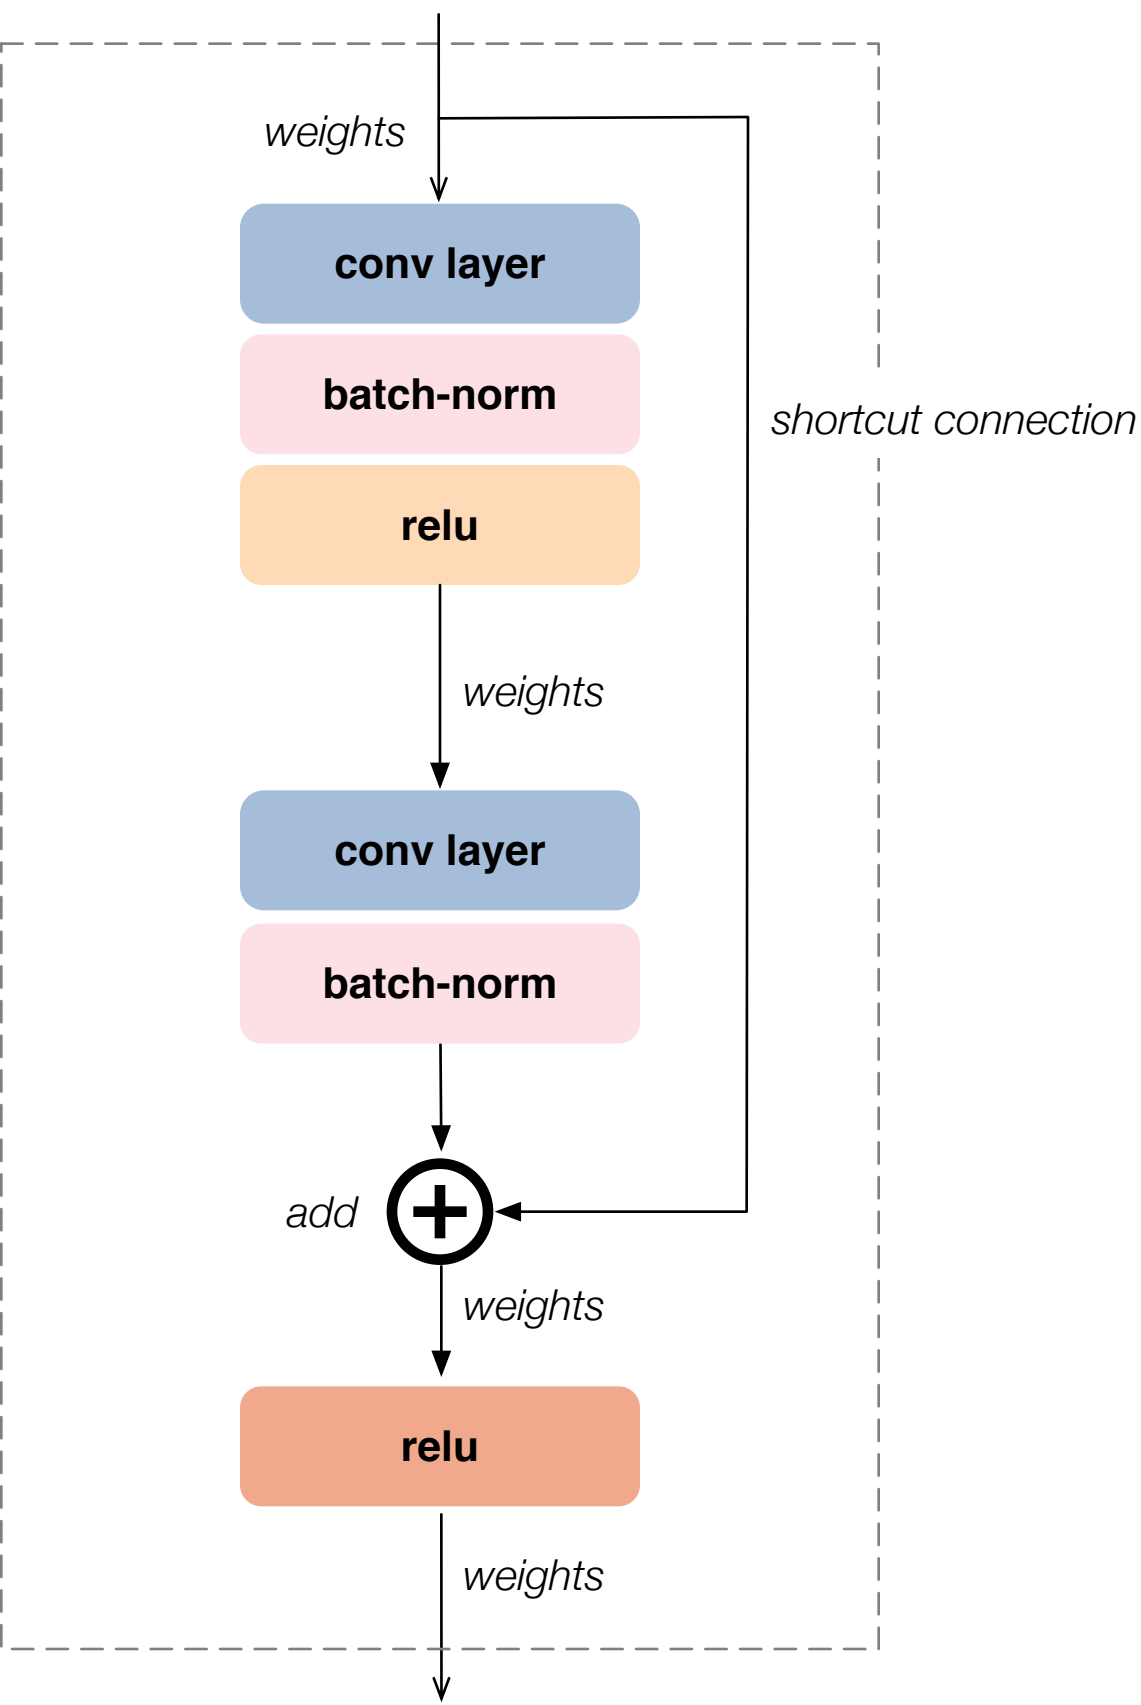 weights
conv layer
batch-norm
shortcut connection
relu
weights
conv layer
batch-norm
add
weights
relu
weights